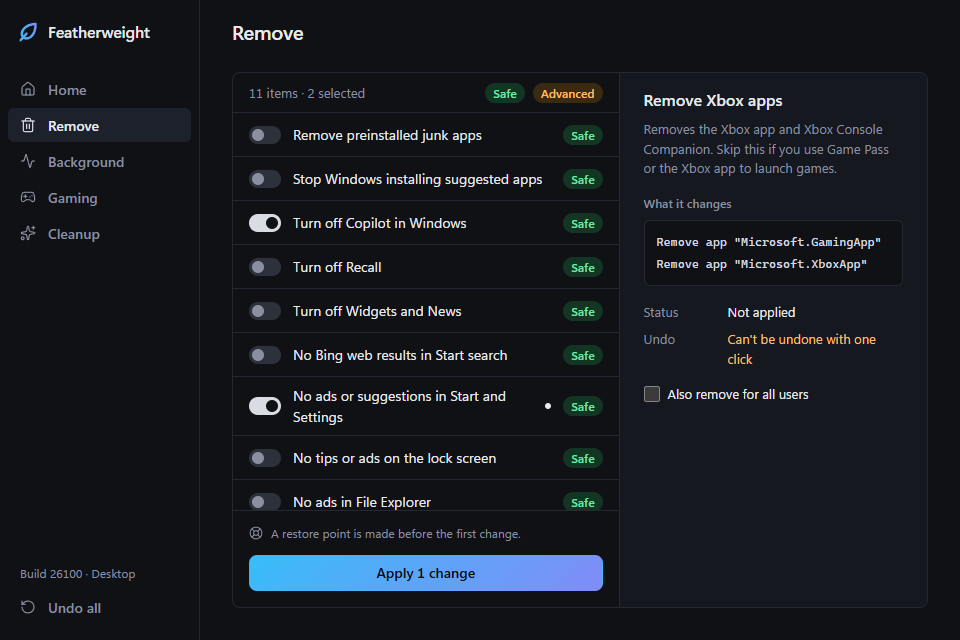 Featherweight
Home
Remove
Background
Gaming
Cleanup
Build 26100 · Desktop
Undo all
Remove
11 items · 2 selected
Safe
Advanced
Remove preinstalled junk apps
Safe
Stop Windows installing suggested apps
Safe
Turn off Copilot in Windows
Safe
Turn off Recall
Safe
Turn off Widgets and News
Safe
No Bing web results in Start search
Safe
No ads or suggestions in Start and
Settings
Safe
No tips or ads on the lock screen
Safe
No ads in File Explorer
Safe
A restore point is made before the first change.
Apply 1 change
Remove Xbox apps
Removes the Xbox app and Xbox Console
Companion. Skip this if you use Game Pass
or the Xbox app to launch games.
What it changes
Remove app "Microsoft.GamingApp"
Remove app "Microsoft.XboxApp"
Status
Not applied
Undo
Can't be undone with one
click
Also remove for all users